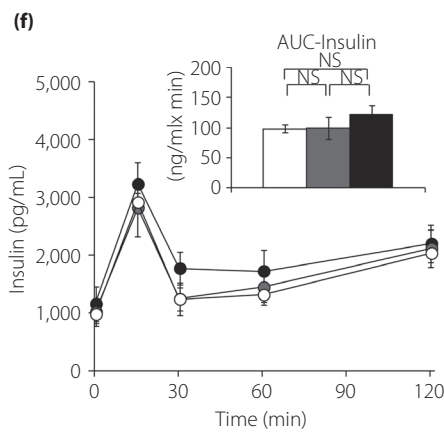 (f)
AUC-Insulin
NS
NS NS
(ng/mlx min)
200
150
100
50
0
Insulin (pg/mL)
5,000
4,000
3,000
2,000
1,000
0
0 30 60 90 120
Time (min)